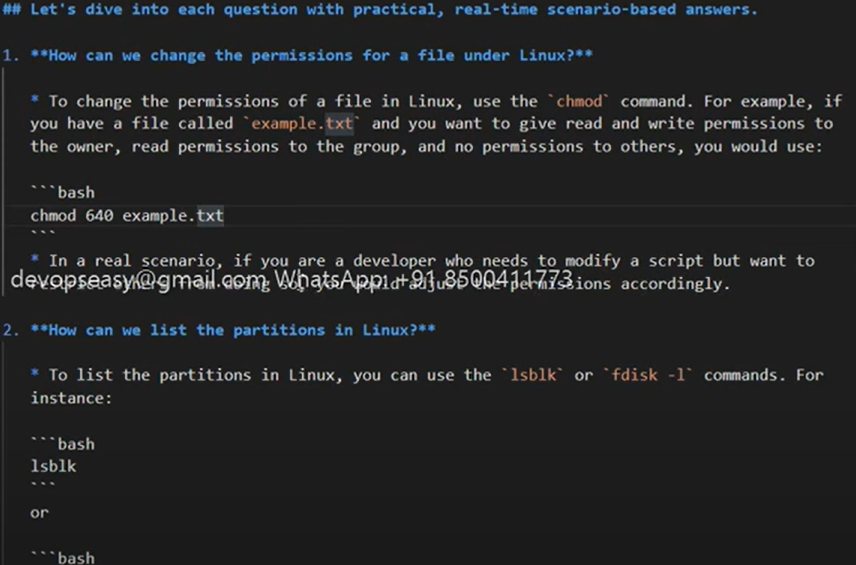 ## Let's dive into each question with practical, real-time scenario-based answers.
1. **How can we change the permissions for a file under Linux?**
* To change the permissions of a file in Linux, use the `chmod` command. For example, if
you have a file called `example.txt` and you want to give read and write permissions to
the owner, read permissions to the group, and no permissions to others, you would use:
```bash
chmod 640 example.txt
```
* In a real scenario, if you are a developer who needs to modify a script but want to
devopseasy@gmail.com WhatsApp: +91 8500411773
restrict others from doing so, you would adjust the permissions accordingly.
2. **How can we list the partitions in Linux?**
* To list the partitions in Linux, you can use the `lsblk` or `fdisk -l` commands. For
instance:
```bash
lsblk
```
or
```bash